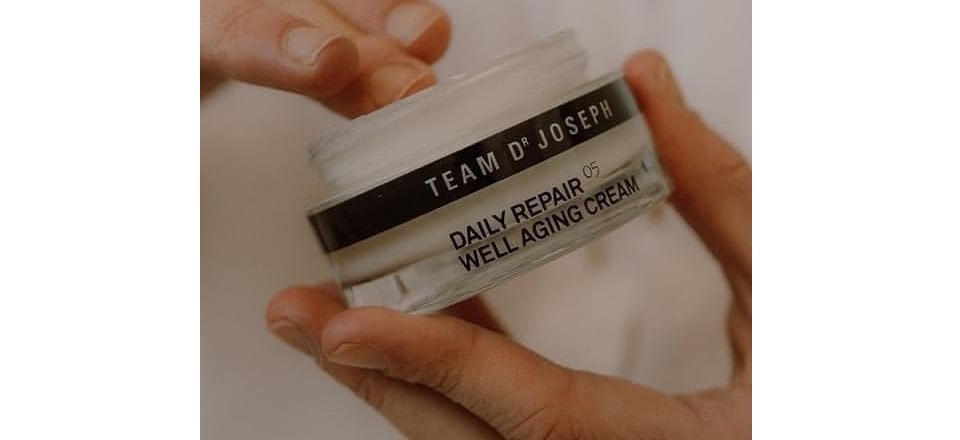 TEAM Dᴿ JOSEPH
DAILY REPAIR 05
WELL AGING CREAM